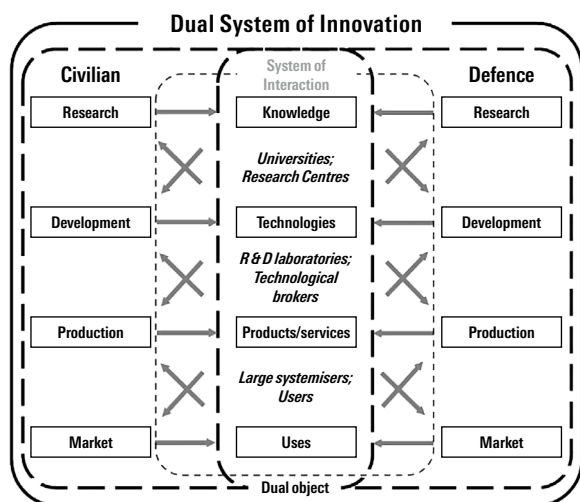 Dual System of Innovation
Civilian
System of
Interaction
Defence
Research
Knowledge
Research
Universities;
Research Centres
Development
Technologies
Development
R & D laboratories;
Technological
brokers
Production
Products/services
Production
Large systemisers;
Users
Market
Uses
Market
Dual object